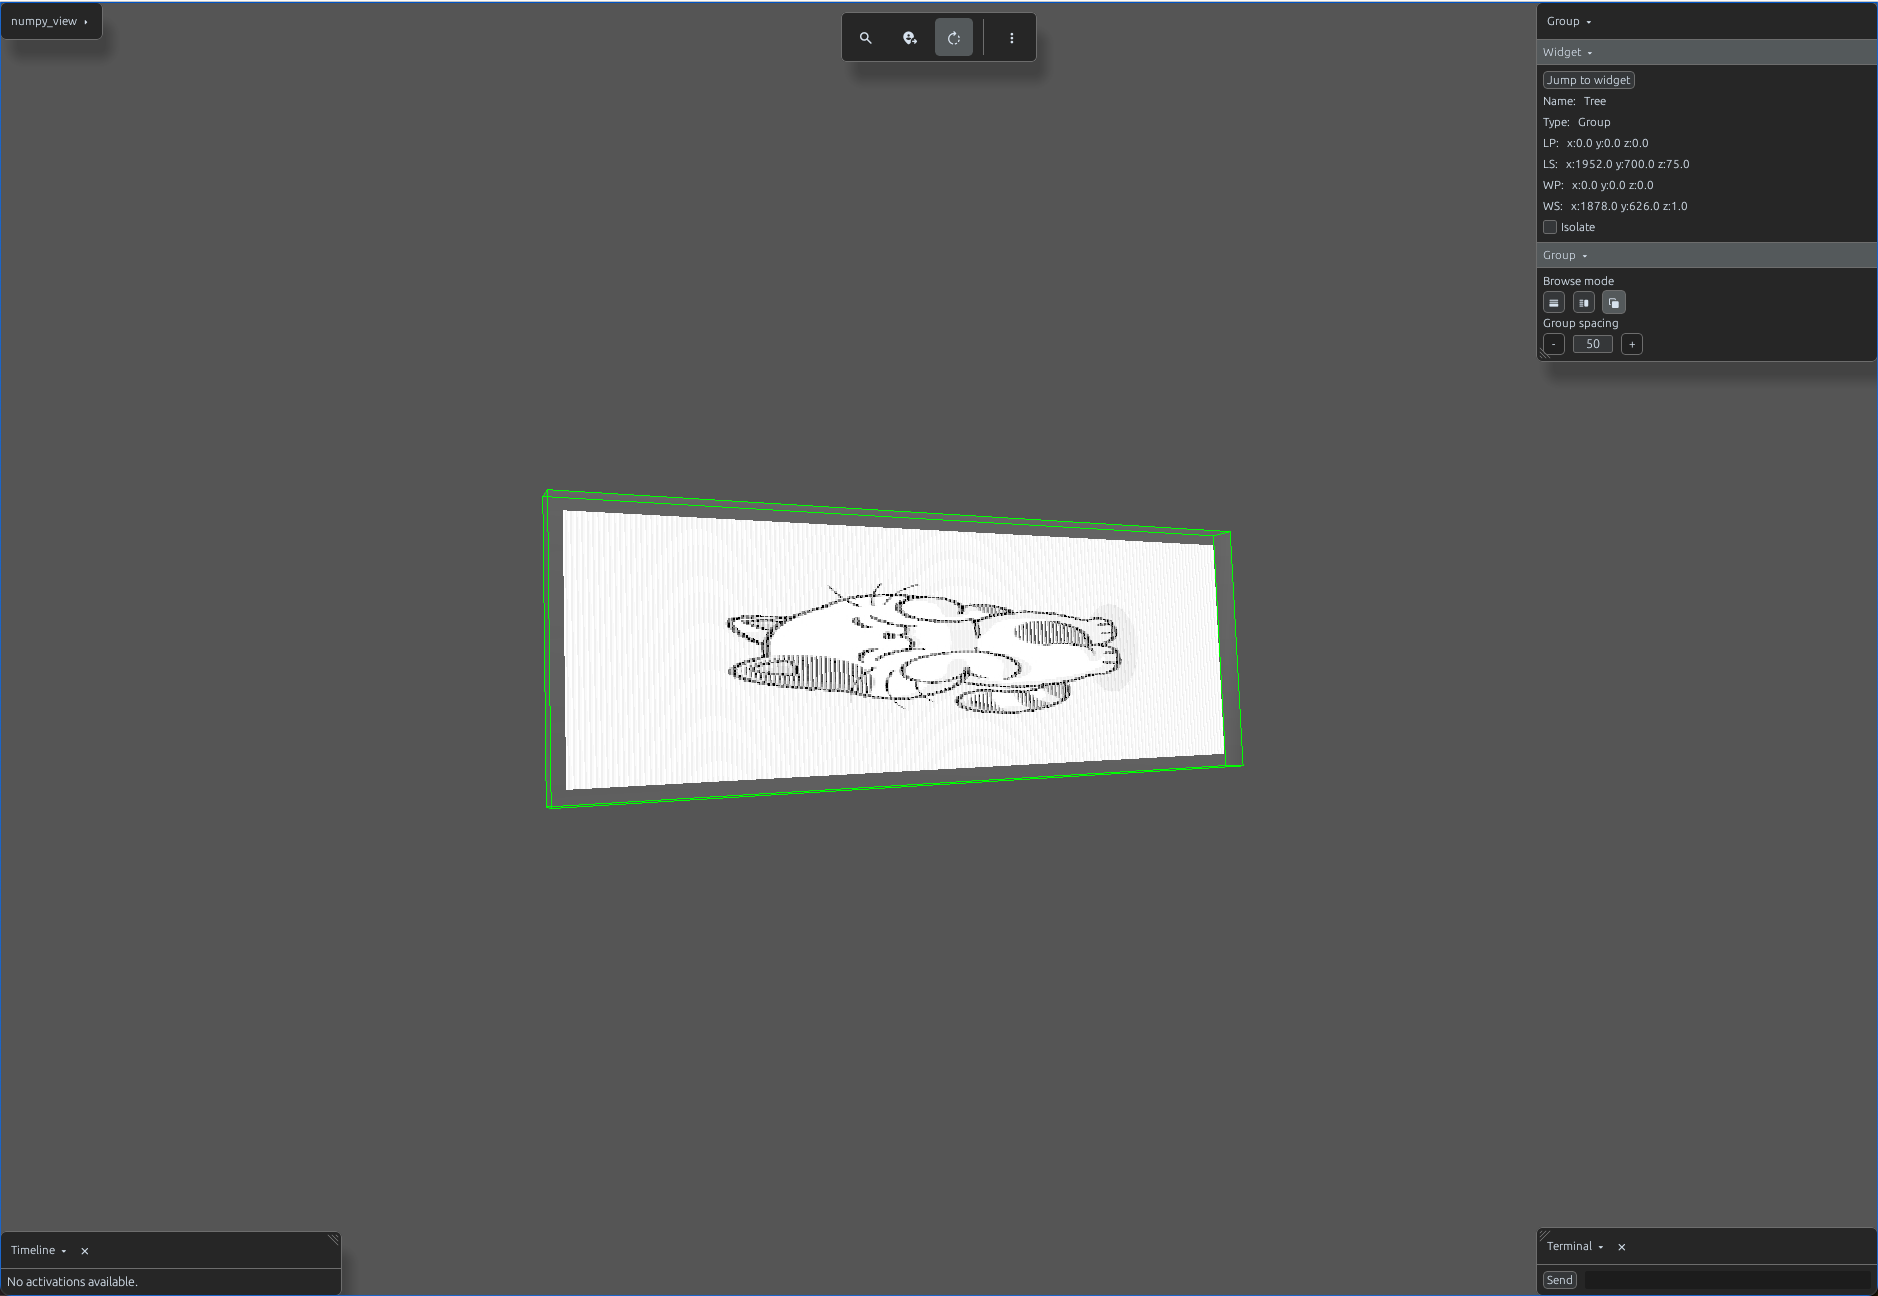 numpy_view
Group
Widget
Jump to widget
Name: Tree
Type: Group
LP: x:0.0 y:0.0 z:0.0
LS: x:1952.0 y:700.0 z:75.0
WP: x:0.0 y:0.0 z:0.0
WS: x:1878.0 y:626.0 z:1.0
Isolate
Group
Browse mode
Group spacing
- 50 +
Timeline
No activations available.
Terminal
Send